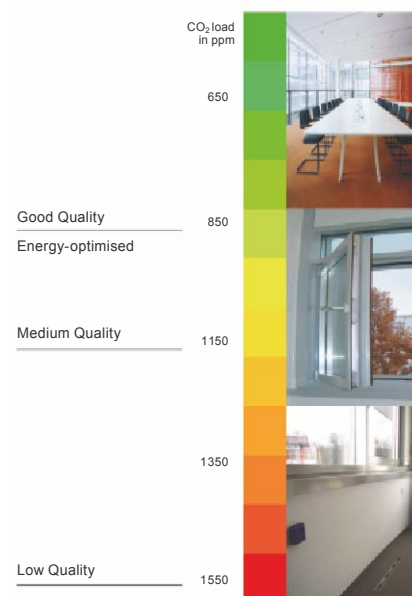 CO₂ load
in ppm
650
Good Quality
850
Energy-optimised
Medium Quality
1150
1350
Low Quality
1550